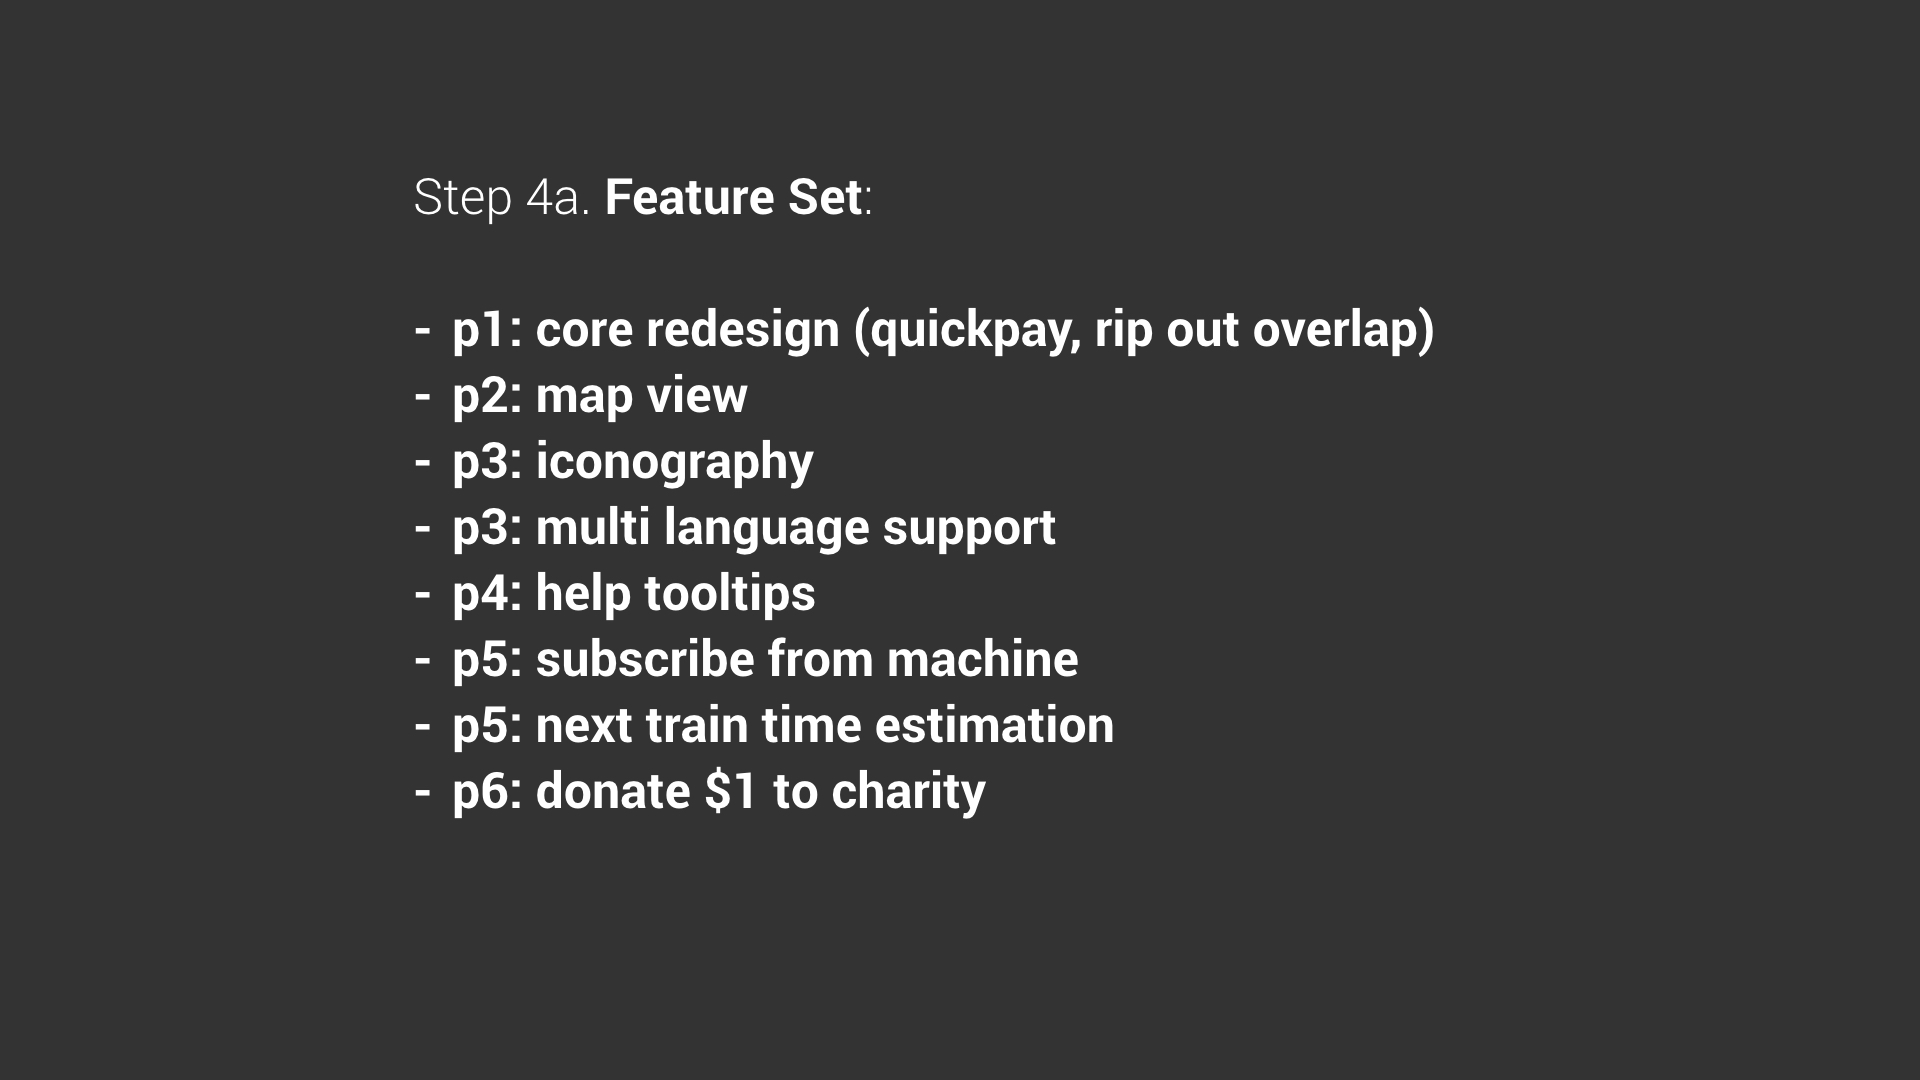 Step 4a. Feature Set:
- p1: core redesign (quickpay, rip out overlap)
- p2: map view
- p3: iconography
- p3: multi language support
- p4: help tooltips
- p5: subscribe from machine
- p5: next train time estimation
- p6: donate $1 to charity